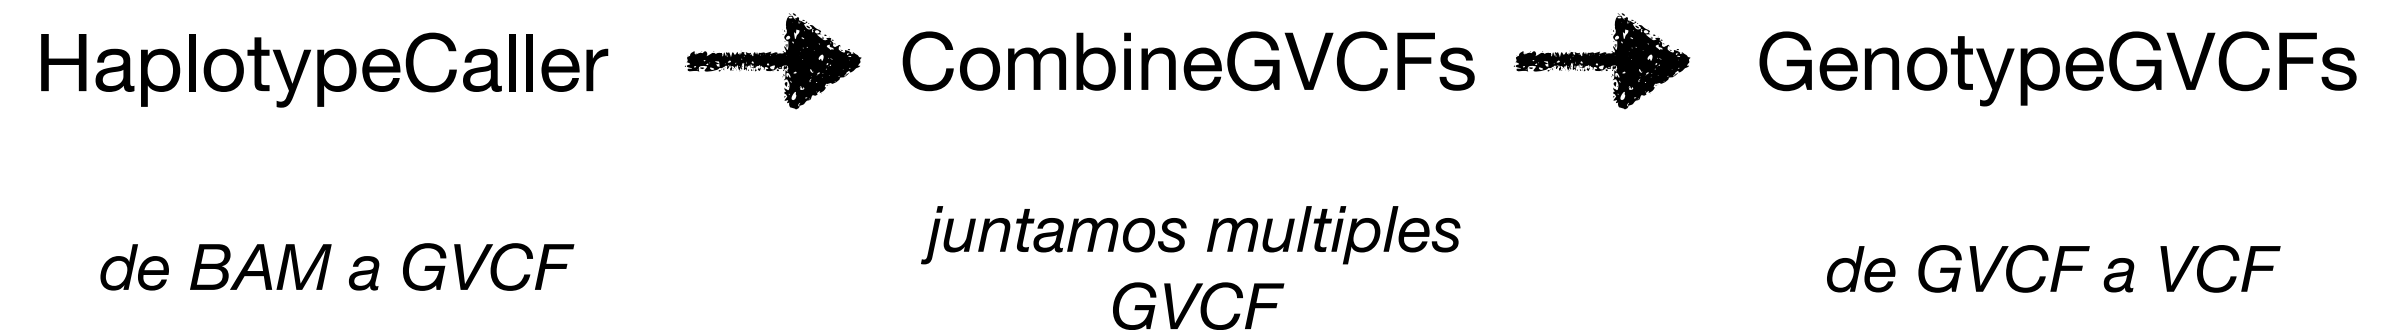 HaplotypeCaller
CombineGVCFs
GenotypeGVCFs
de BAM a GVCF
juntamos multiples
GVCF
de GVCF a VCF